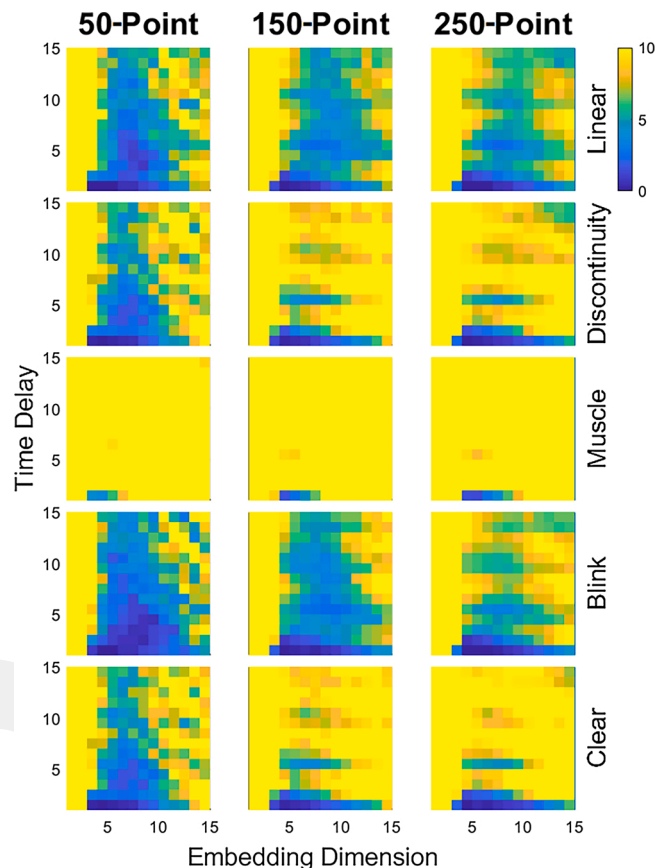 50-Point 150-Point 250-Point
15 10 5 Linear 10 5 0
15 10 5 Discontinuity
15 10 5 Muscle
15 10 5 Blink
15 10 5 Clear
Time Delay
5 10 15 5 10 15 5 10 15
Embedding Dimension